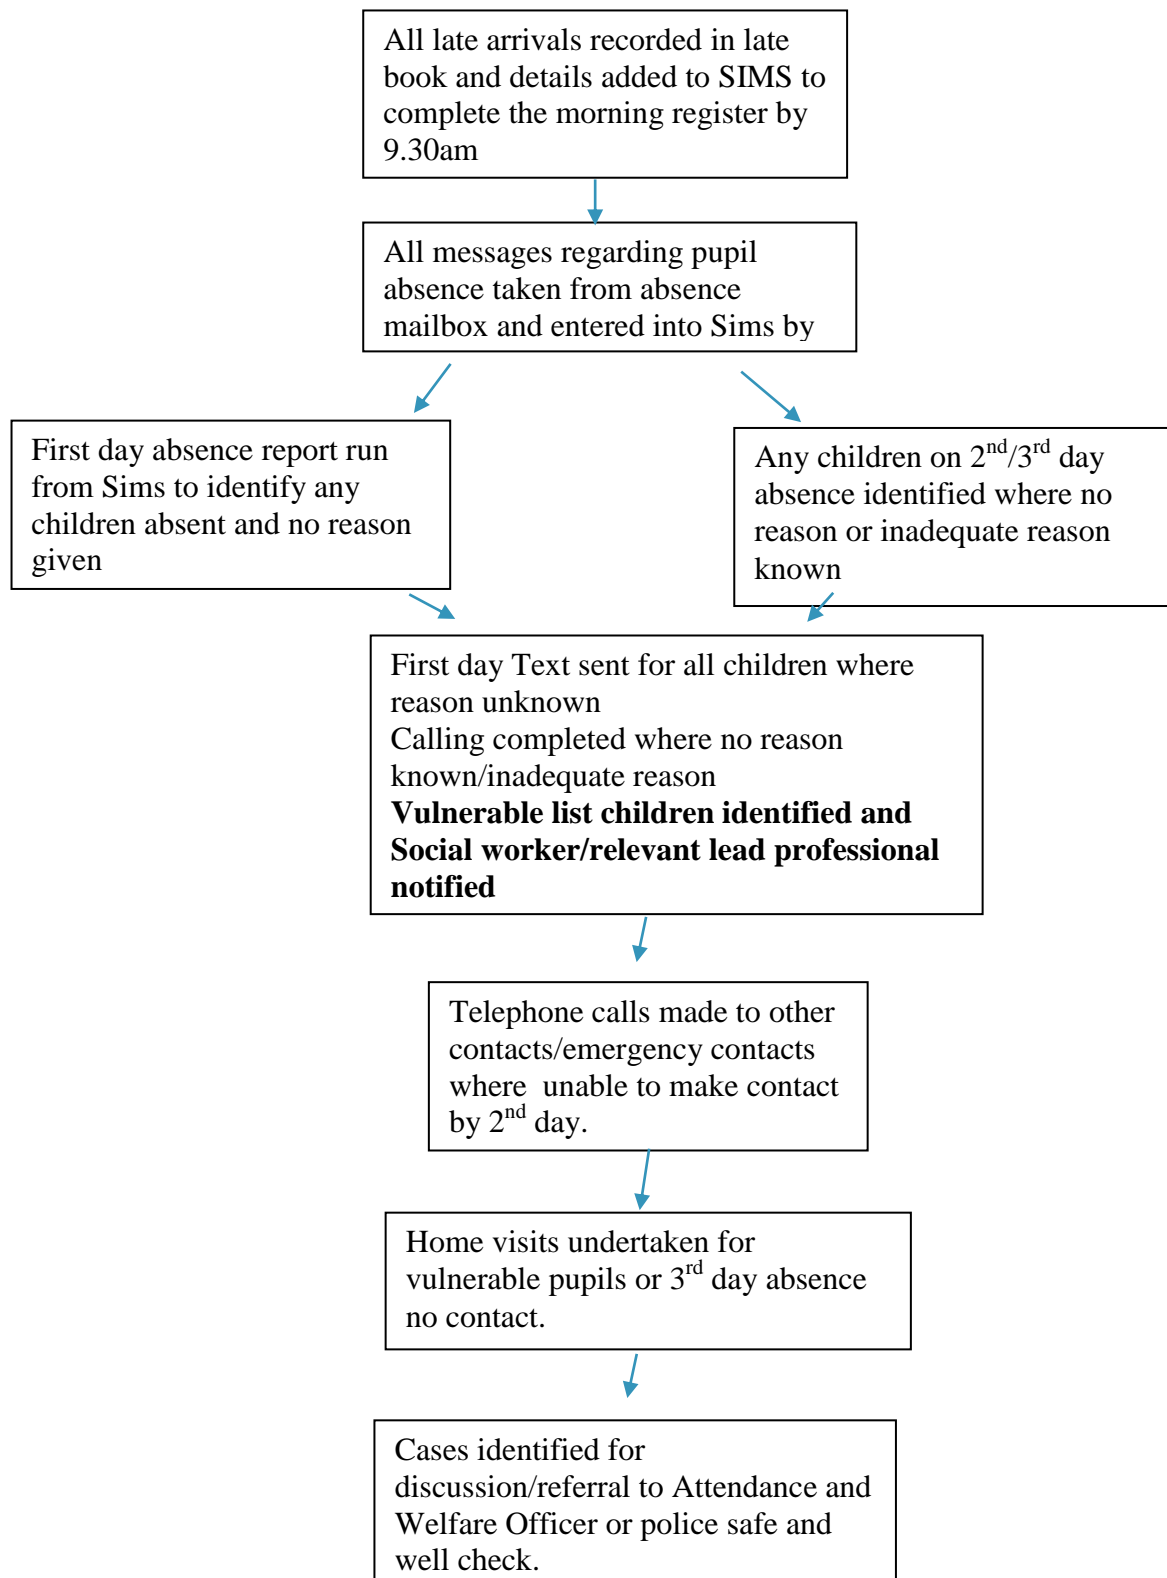 All late arrivals recorded in late
book and details added to SIMS to
complete the morning register by
9.30am
All messages regarding pupil
absence taken from absence
mailbox and entered into Sims by
First day absence report run
from Sims to identify any
children absent and no reason
given
Any children on 2nd/3rd day
absence identified where no
reason or inadequate reason
known
First day Text sent for all children where
reason unknown
Calling completed where no reason
known/inadequate reason
Vulnerable list children identified and
Social worker/relevant lead professional
notified
Telephone calls made to other
contacts/emergency contacts
where  unable to make contact
by 2nd day.
Home visits undertaken for
vulnerable pupils or 3rd day absence
no contact.
Cases identified for
discussion/referral to Attendance and
Welfare Officer or police safe and
well check.